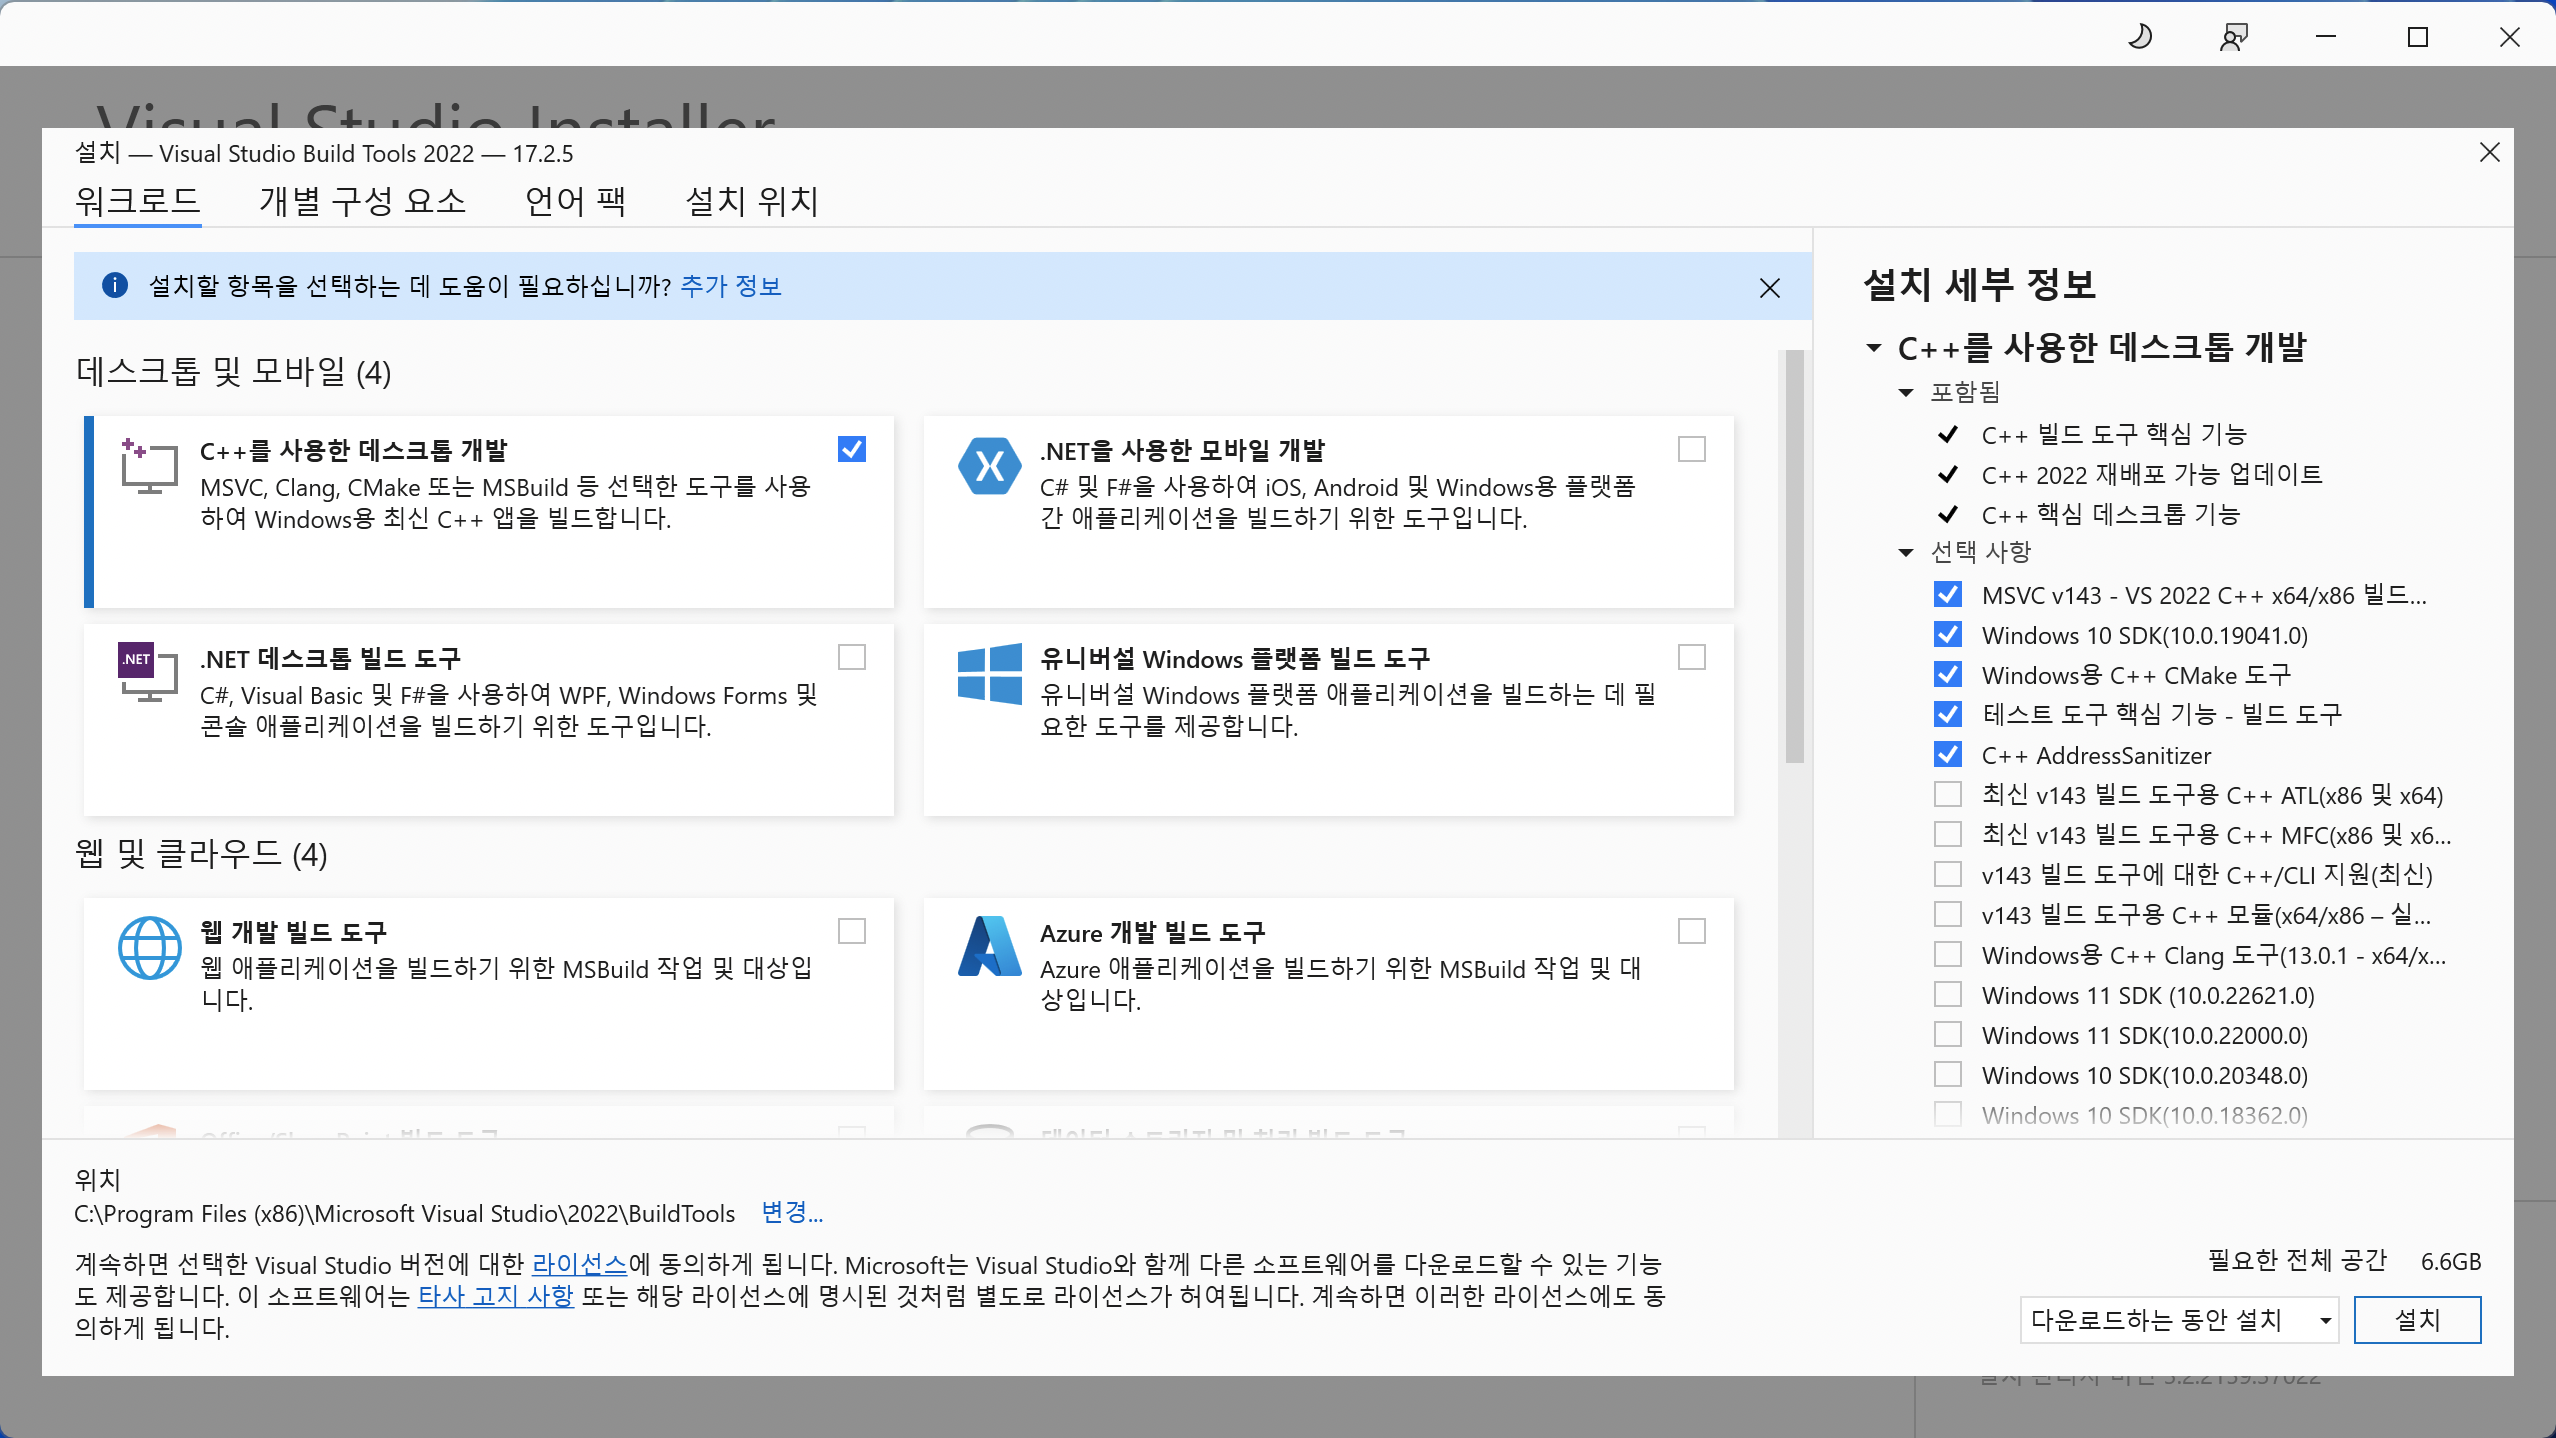 Visual Studio Installer
설치 — Visual Studio Build Tools 2022 — 17.2.5
워크로드 개별 구성 요소 언어 팩 설치 위치
설치할 항목을 선택하는 데 도움이 필요하십니까? 추가 정보
데스크톱 및 모바일 (4)
C++를 사용한 데스크톱 개발
MSVC, Clang, CMake 또는 MSBuild 등 선택한 도구를 사용
하여 Windows용 최신 C++ 앱을 빌드합니다.
.NET을 사용한 모바일 개발
C# 및 F#을 사용하여 iOS, Android 및 Windows용 플랫폼
간 애플리케이션을 빌드하기 위한 도구입니다.
.NET
.NET 데스크톱 빌드 도구
C#, Visual Basic 및 F#을 사용하여 WPF, Windows Forms 및
콘솔 애플리케이션을 빌드하기 위한 도구입니다.
유니버설 Windows 플랫폼 빌드 도구
유니버설 Windows 플랫폼 애플리케이션을 빌드하는 데 필
요한 도구를 제공합니다.
웹 및 클라우드 (4)
웹 개발 빌드 도구
웹 애플리케이션을 빌드하기 위한 MSBuild 작업 및 대상입
니다.
Azure 개발 빌드 도구
Azure 애플리케이션을 빌드하기 위한 MSBuild 작업 및 대
상입니다.
Office/SharePoint 빌드 도구
데이터 스토리지 및 처리 빌드 도구
설치 세부 정보
C++를 사용한 데스크톱 개발
포함됨
C++ 빌드 도구 핵심 기능
C++ 2022 재배포 가능 업데이트
C++ 핵심 데스크톱 기능
선택 사항
MSVC v143 - VS 2022 C++ x64/x86 빌드...
Windows 10 SDK(10.0.19041.0)
Windows용 C++ CMake 도구
테스트 도구 핵심 기능 - 빌드 도구
C++ AddressSanitizer
최신 v143 빌드 도구용 C++ ATL(x86 및 x64)
최신 v143 빌드 도구용 C++ MFC(x86 및 x6...
v143 빌드 도구에 대한 C++/CLI 지원(최신)
v143 빌드 도구용 C++ 모듈(x64/x86 – 실...
Windows용 C++ Clang 도구(13.0.1 - x64/x...
Windows 11 SDK (10.0.22621.0)
Windows 11 SDK(10.0.22000.0)
Windows 10 SDK(10.0.20348.0)
Windows 10 SDK(10.0.18362.0)
위치
C:\Program Files (x86)\Microsoft Visual Studio\2022\BuildTools 변경...
계속하면 선택한 Visual Studio 버전에 대한 라이선스에 동의하게 됩니다. Microsoft는 Visual Studio와 함께 다른 소프트웨어를 다운로드할 수 있는 기능
도 제공합니다. 이 소프트웨어는 타사 고지 사항 또는 해당 라이선스에 명시된 것처럼 별도로 라이선스가 허여됩니다. 계속하면 이러한 라이선스에도 동
의하게 됩니다.
필요한 전체 공간 6.6GB
다운로드하는 동안 설치 설치
설치 관리자 버전 3.2.2159.37022